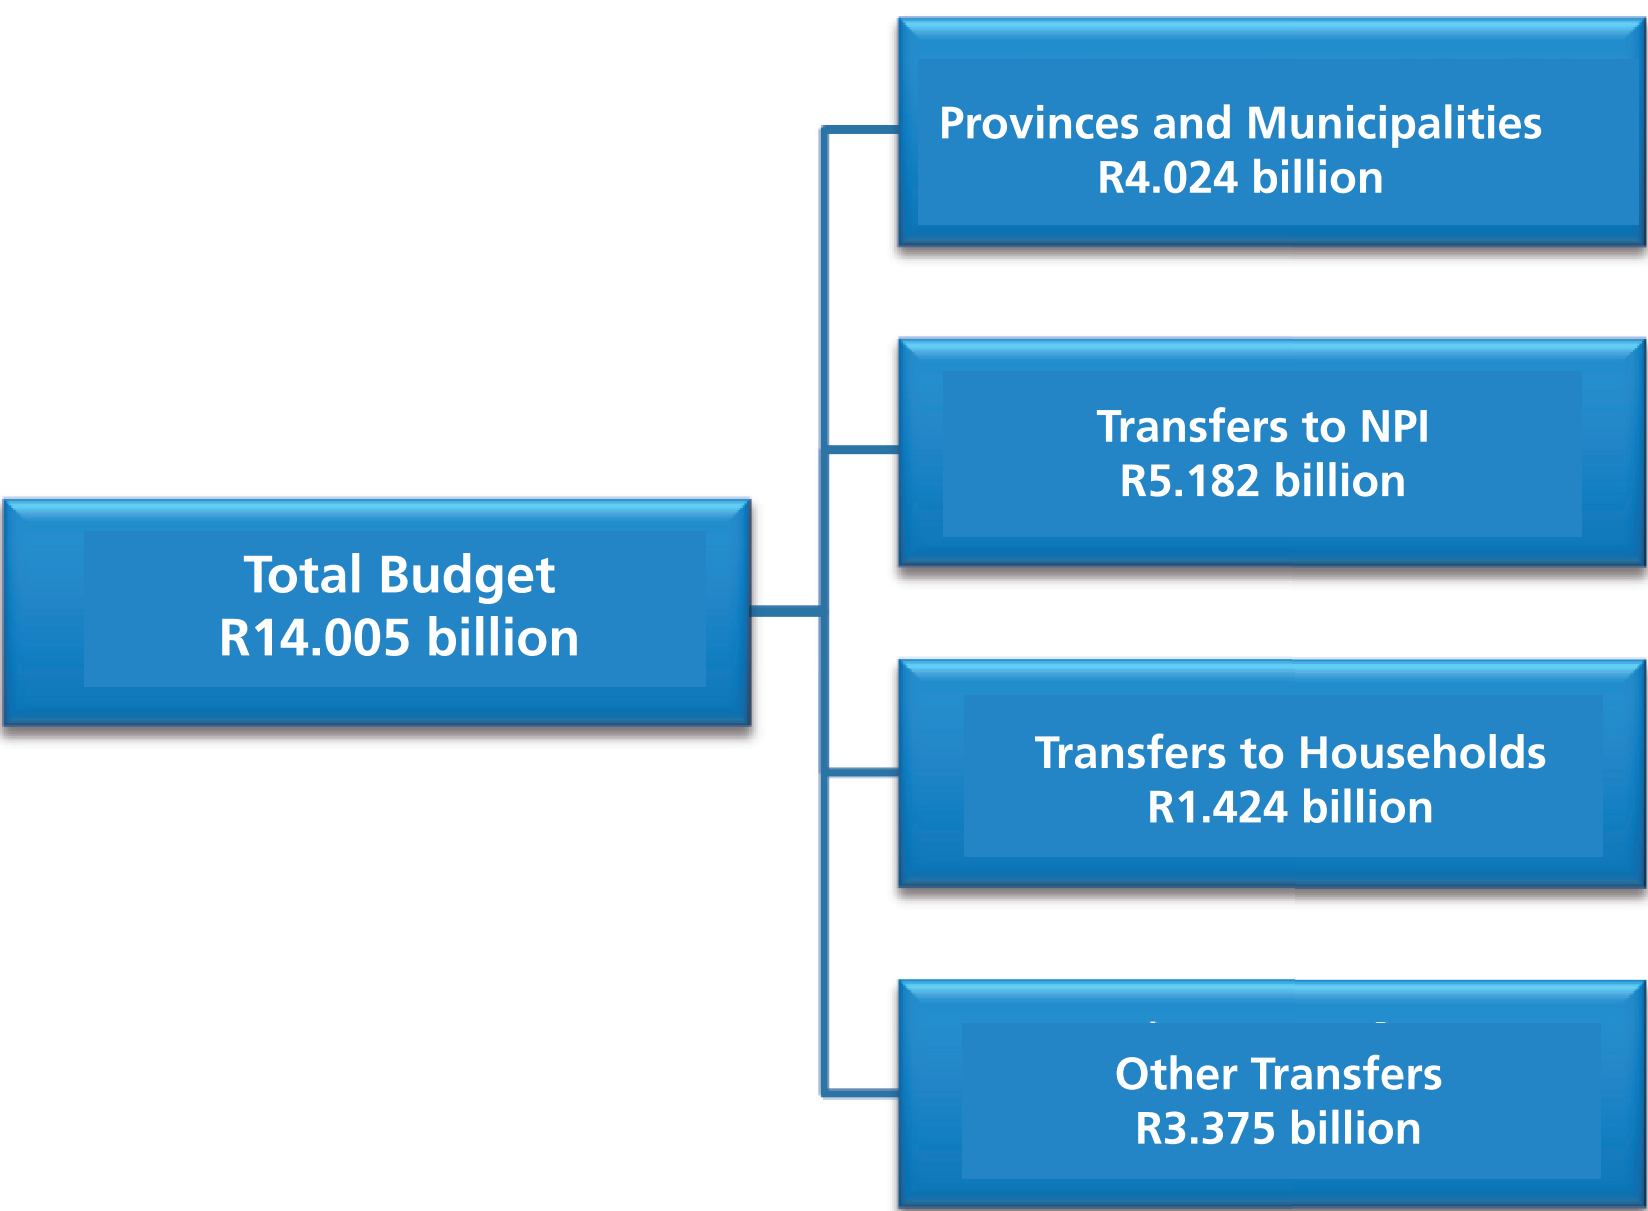 Provinces and Municipalities
R4.024 billion
Transfers to NPI
R5.182 billion
Total Budget
R14.005 billion
Transfers to Households
R1.424 billion
Other Transfers
R3.375 billion